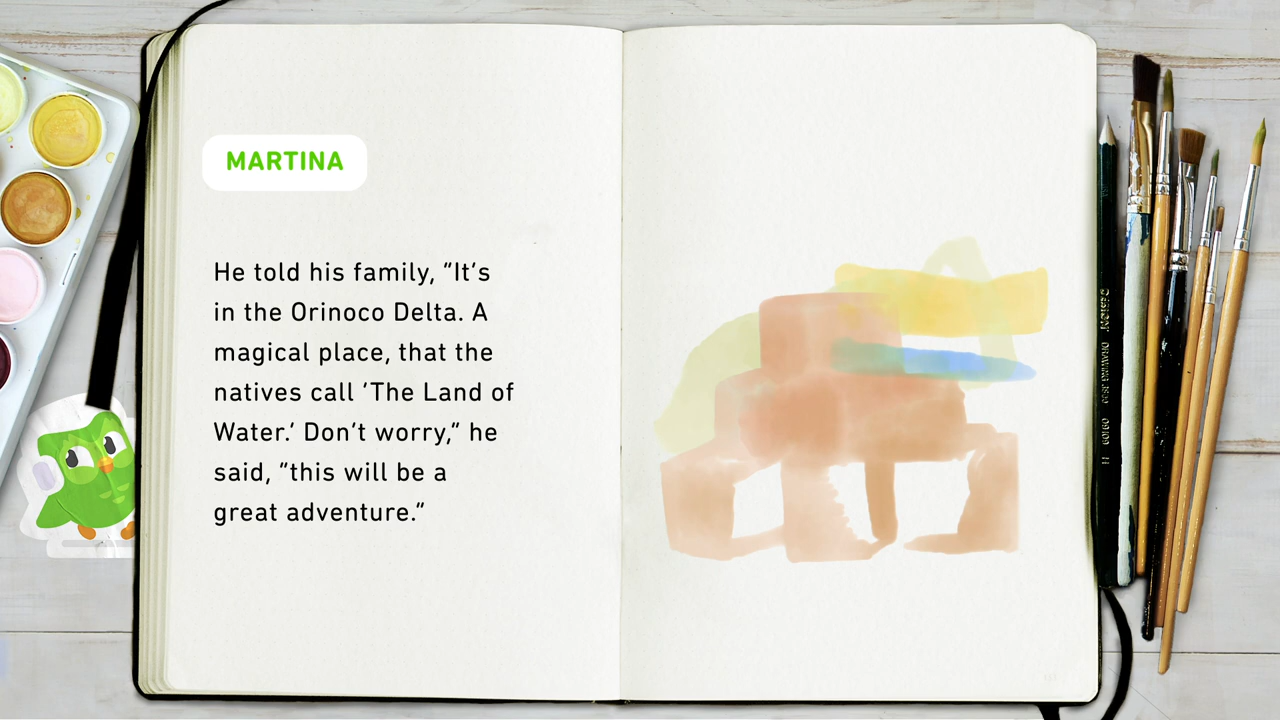 MARTINA
He told his family, “It’s
in the Orinoco Delta. A
magical place, that the
natives call ‘The Land of
Water.’ Don’t worry,” he
said, ”this will be a
great adventure.”